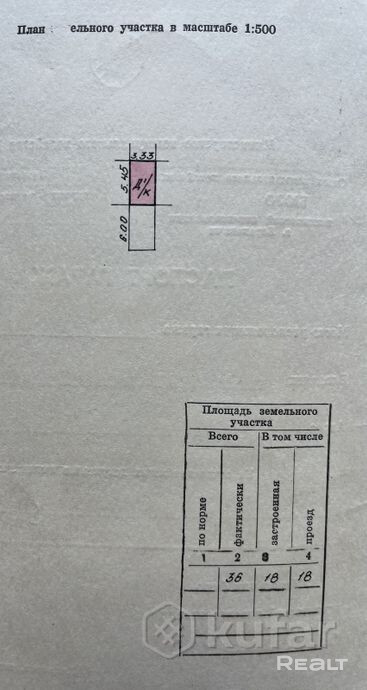 План ельного участка в масштабе 1:500
3.33
5.45
Д¹/к
6.00
Площадь земельного
участка
Всего
В том числе
по норме
фактически
застроенная
проезд
1 2 3 4
36 18 18
kufar
REALT